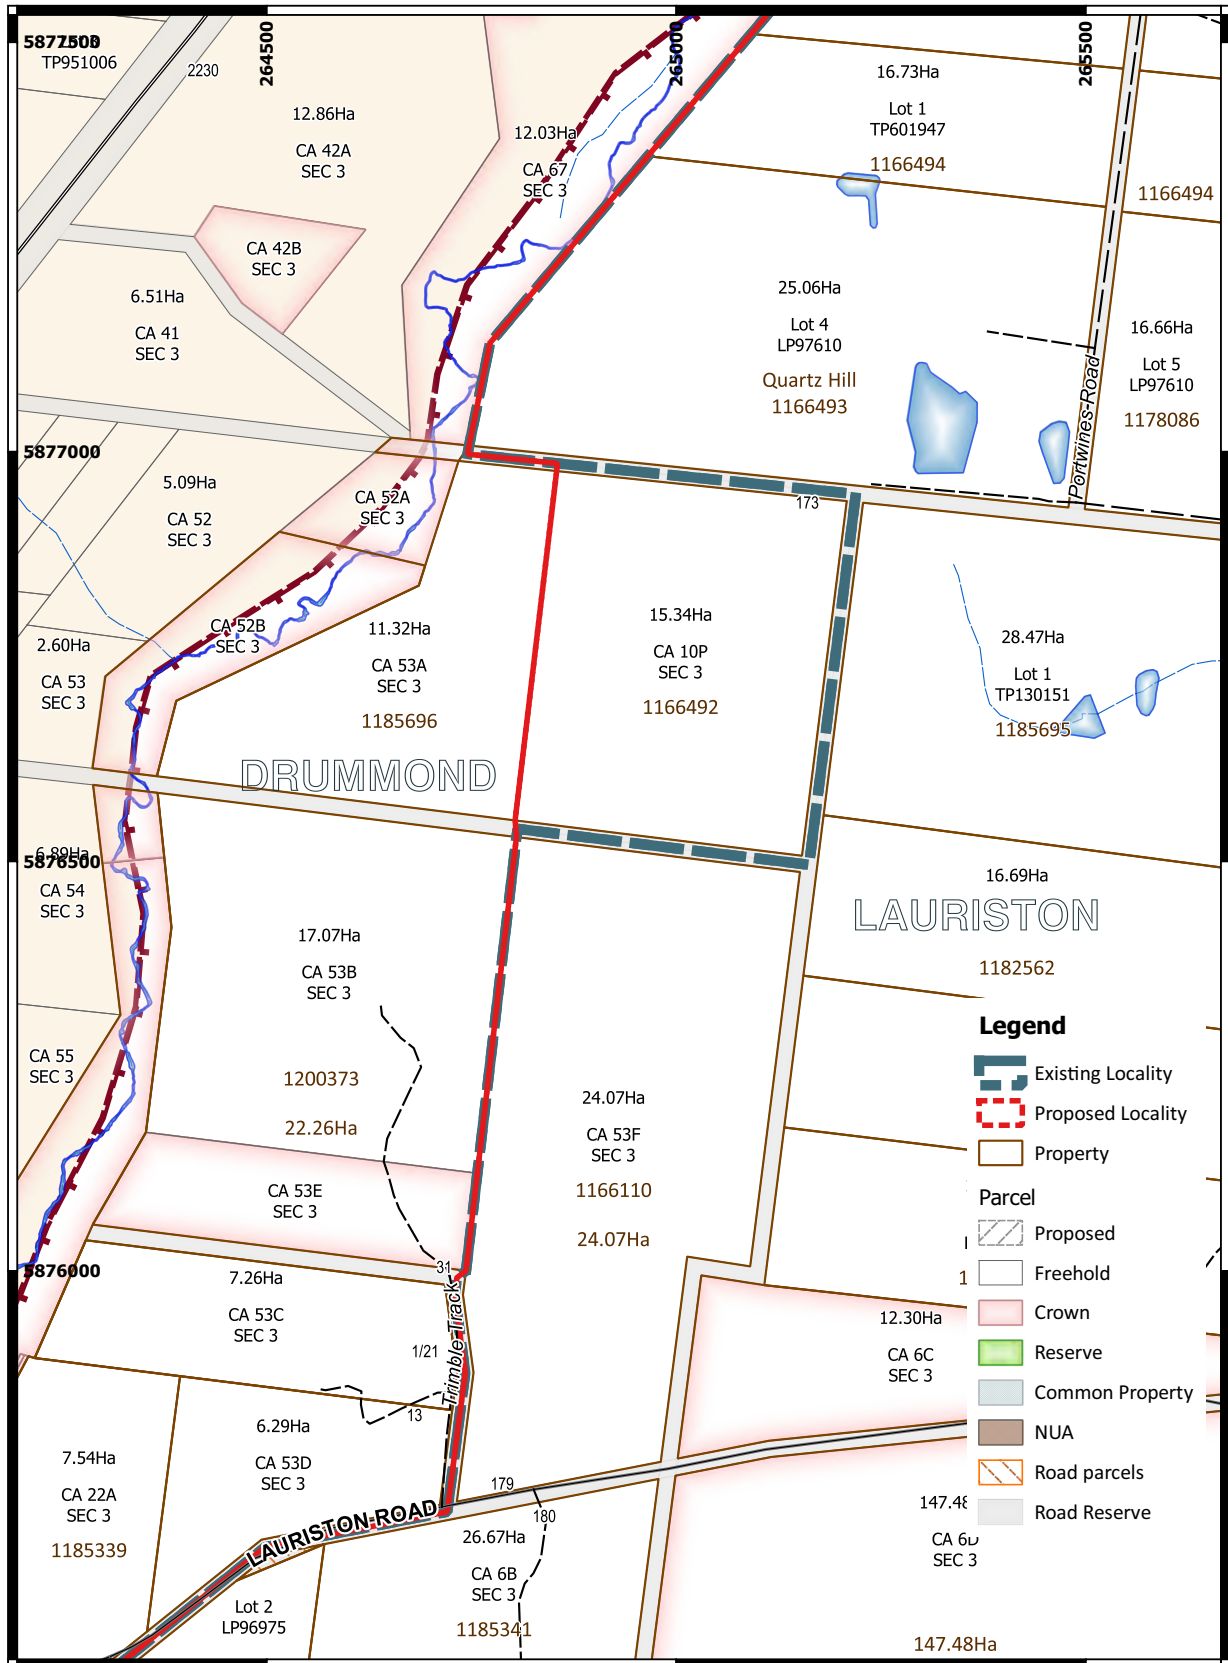 5877500
TP951006
2230
264500
265000
265500
12.86Ha
CA 42A
SEC 3
12.03Ha
CA 67
SEC 3
16.73Ha
Lot 1
TP601947
1166494
1166494
CA 42B
SEC 3
6.51Ha
CA 41
SEC 3
25.06Ha
Lot 4
LP97610
Quartz Hill
1166493
16.66Ha
Lot 5
LP97610
1178086
Portwines-Road
5877000
5.09Ha
CA 52
SEC 3
CA 52A
SEC 3
173
2.60Ha
CA 53
SEC 3
CA 52B
SEC 3
11.32Ha
CA 53A
SEC 3
1185696
15.34Ha
CA 10P
SEC 3
1166492
28.47Ha
Lot 1
TP130151
1185695
DRUMMOND
6.89Ha
5876500
CA 54
SEC 3
16.69Ha
LAURISTON
1182562
17.07Ha
CA 53B
SEC 3
1200373
22.26Ha
CA 55
SEC 3
24.07Ha
CA 53F
SEC 3
1166110
24.07Ha
CA 53E
SEC 3
31
5876000
7.26Ha
CA 53C
SEC 3
1/21
Trimble Track
13
12.30Ha
CA 6C
SEC 3
6.29Ha
CA 53D
SEC 3
7.54Ha
CA 22A
SEC 3
1185339
179
180
LAURISTON ROAD
26.67Ha
CA 6B
SEC 3
1185341
Lot 2
LP96975
147.48
CA 6D
SEC 3
147.48Ha
Legend
Existing Locality
Proposed Locality
Property
Parcel
Proposed
Freehold
Crown
Reserve
Common Property
NUA
Road parcels
Road Reserve